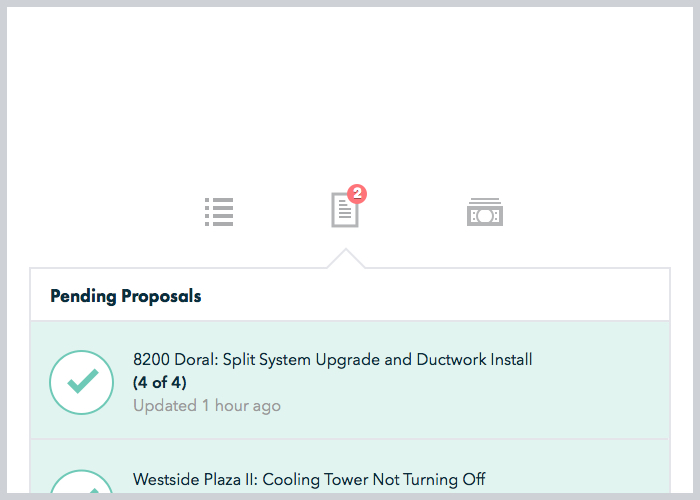 2
Pending Proposals
8200 Doral: Split System Upgrade and Ductwork Install
(4 of 4)
Updated 1 hour ago
Westside Plaza II: Cooling Tower Not Turning Off